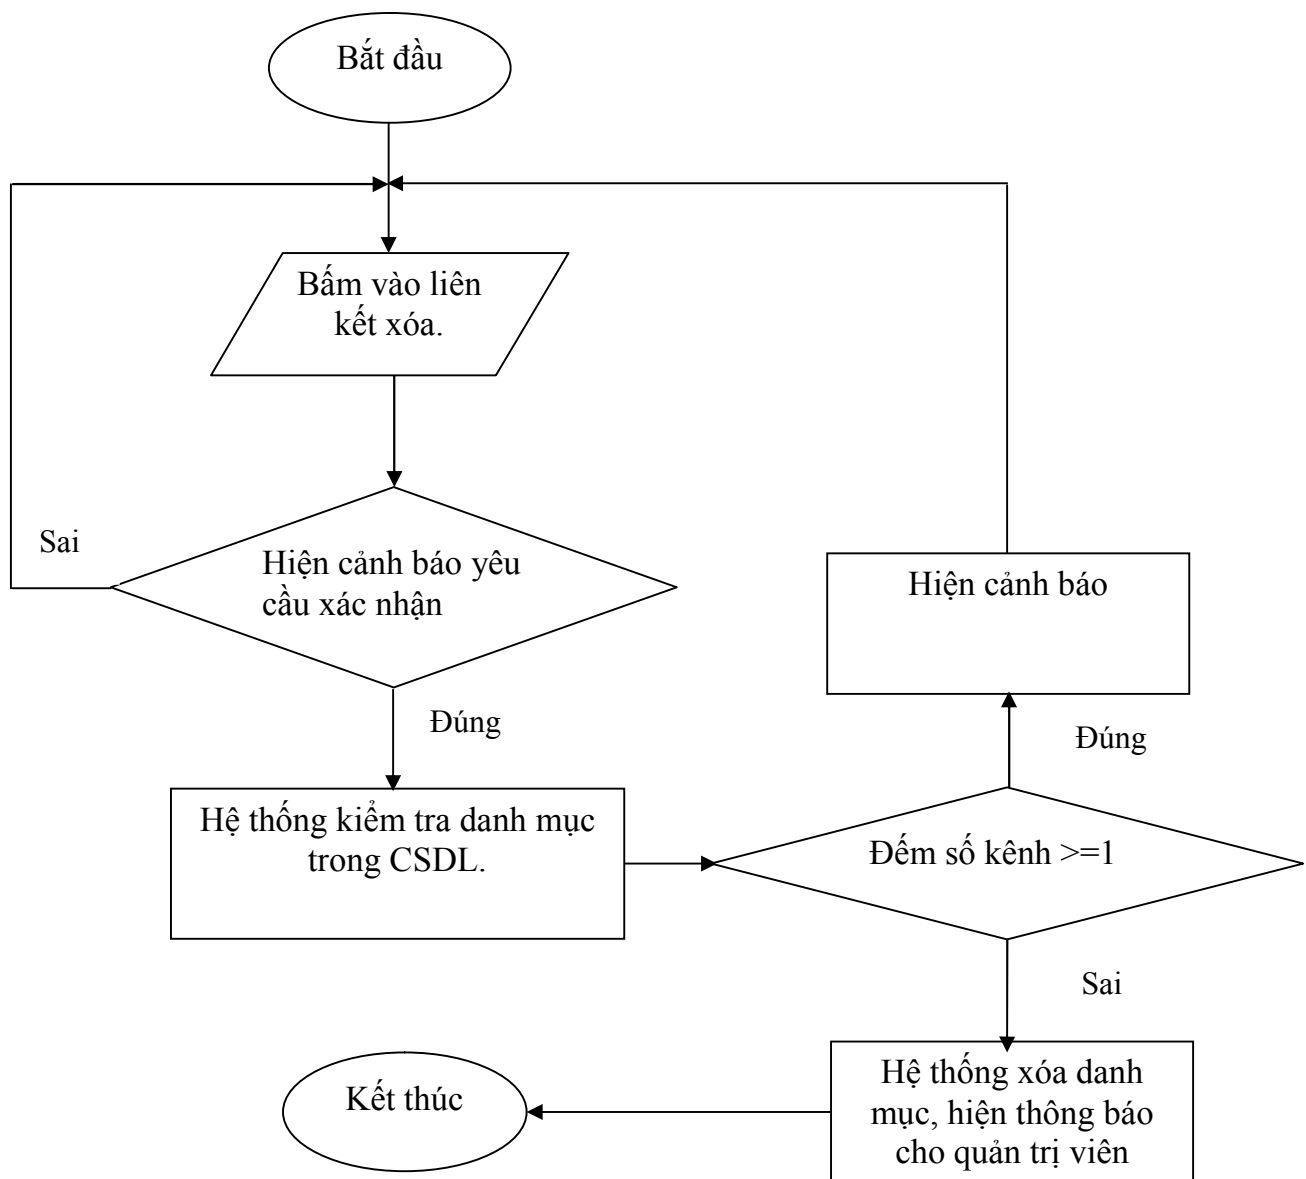 Bắt đầu
Bấm vào liên
kết xóa.
Sai
Hiện cảnh báo yêu
cầu xác nhận
Hiện cảnh báo
Đúng
Đúng
Hệ thống kiểm tra danh mục
trong CSDL.
Đếm số kênh >=1
Sai
Kết thúc
Hệ thống xóa danh
mục, hiện thông báo
cho quản trị viên